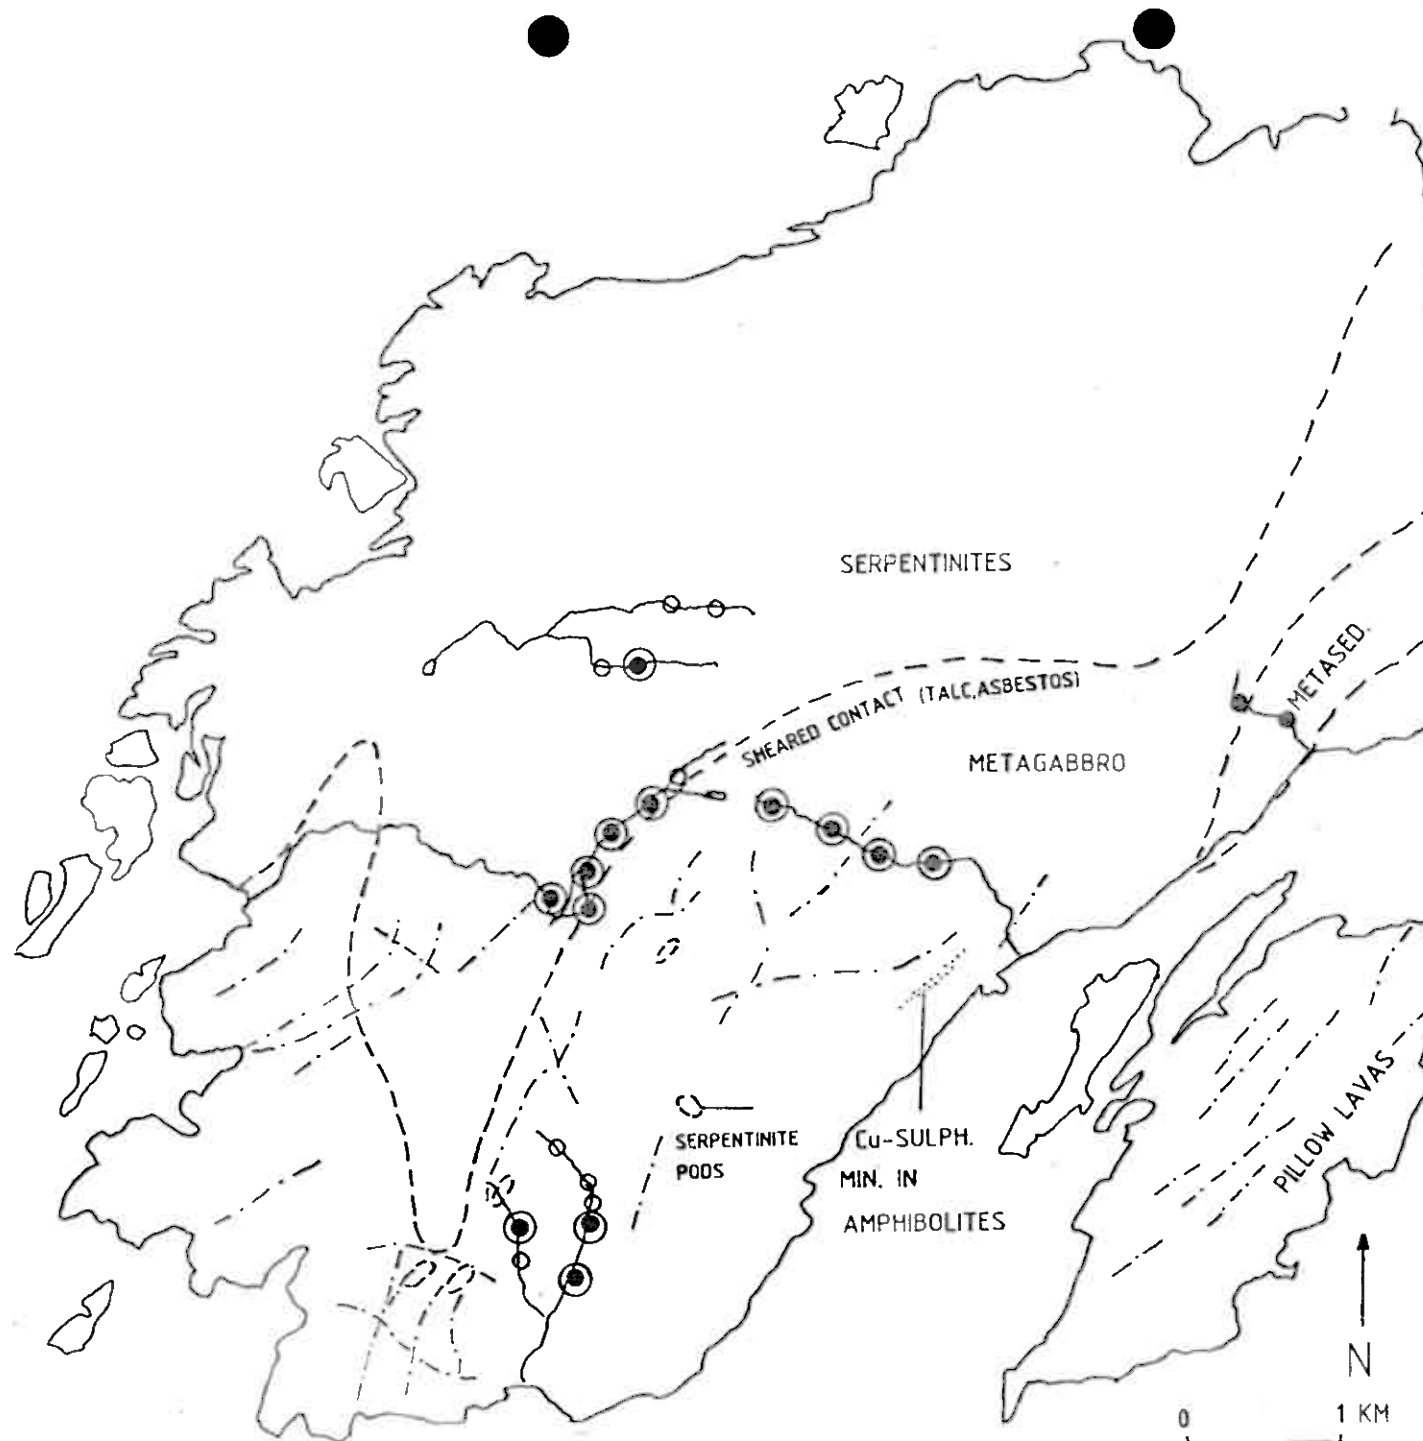 SERPENTINITES
METASED.
SHEARED CONTACT (TALC,ASBESTOS)
METAGABBRO
SERPENTINITE
PODS
Cu-SULPH.
MIN. IN
AMPHIBOLITES
PILLOW LAVAS
N
0 1 KM